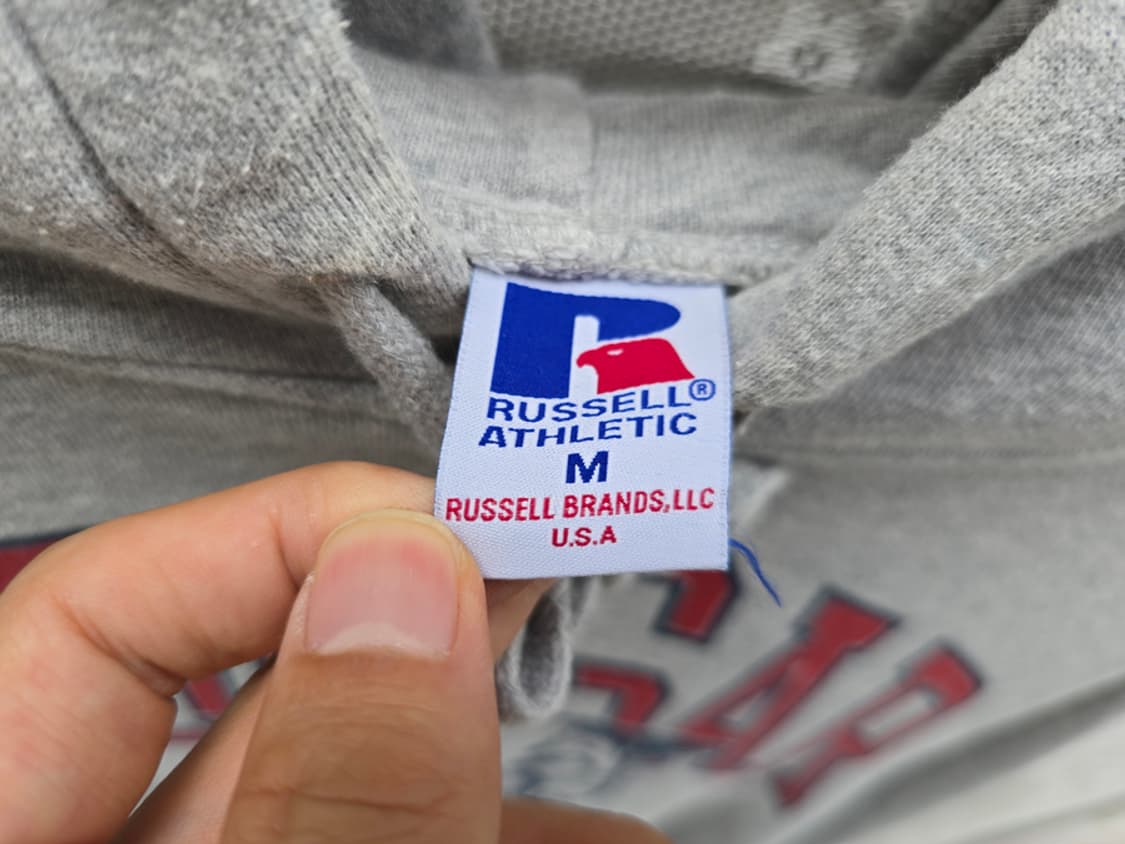 RUSSELL®
ATHLETIC
M
RUSSELL BRANDS,LLC
U.S.A